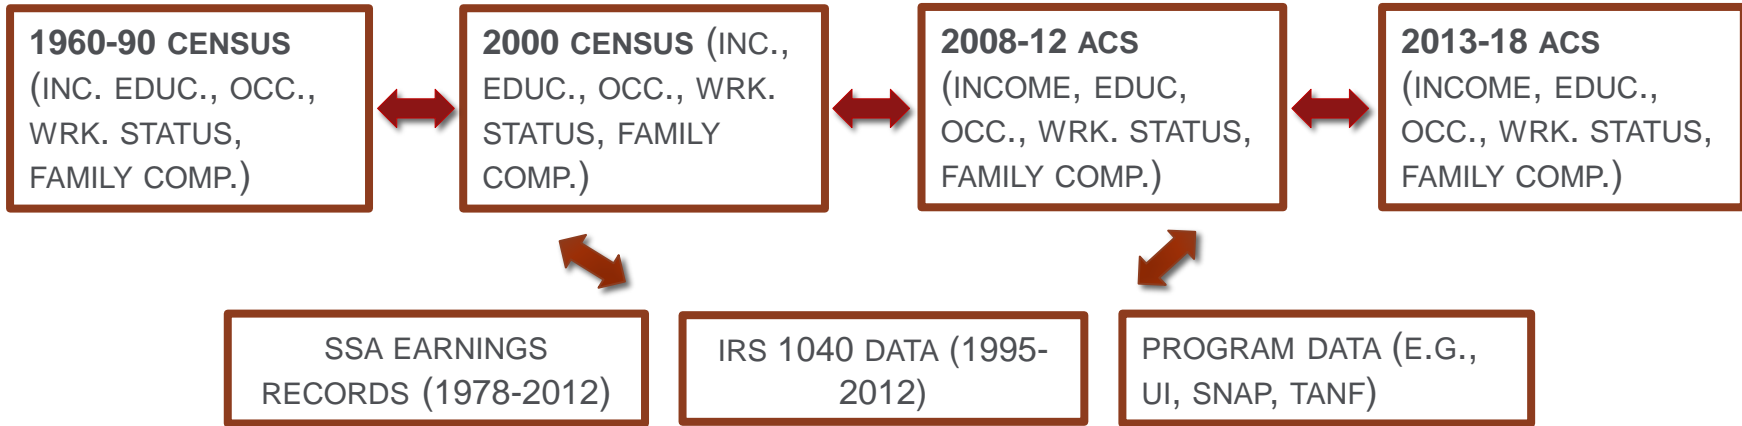 1960-90 CENSUS
(INC. EDUC., OCC.,
WRK. STATUS,
FAMILY COMP.)
2000 CENSUS (INC.,
EDUC., OCC., WRK.
STATUS, FAMILY
COMP.)
2008-12 ACS
(INCOME, EDUC,
OCC., WRK. STATUS,
FAMILY COMP.)
2013-18 ACS
(INCOME, EDUC.,
OCC., WRK. STATUS,
FAMILY COMP.)
SSA EARNINGS
RECORDS (1978-2012)
IRS 1040 DATA (1995-
2012)
PROGRAM DATA (E.G.,
UI, SNAP, TANF)